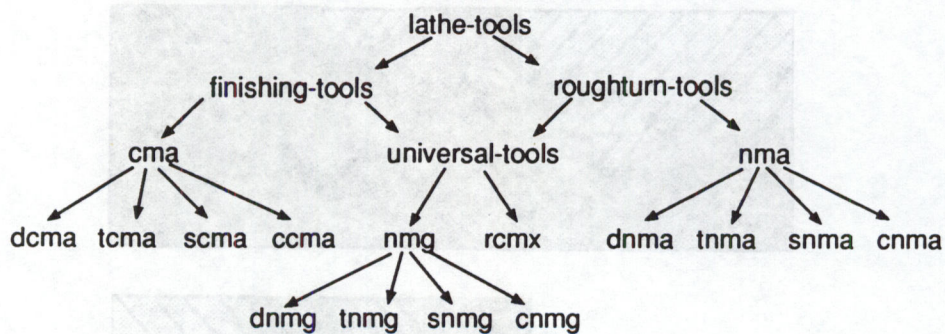 lathe-tools
finishing-tools roughturn-tools
cma universal-tools nma
dcma tcma scma ccma nmg rcmx dnma tnma snma cnma
dnmg tnmg snmg cnmg